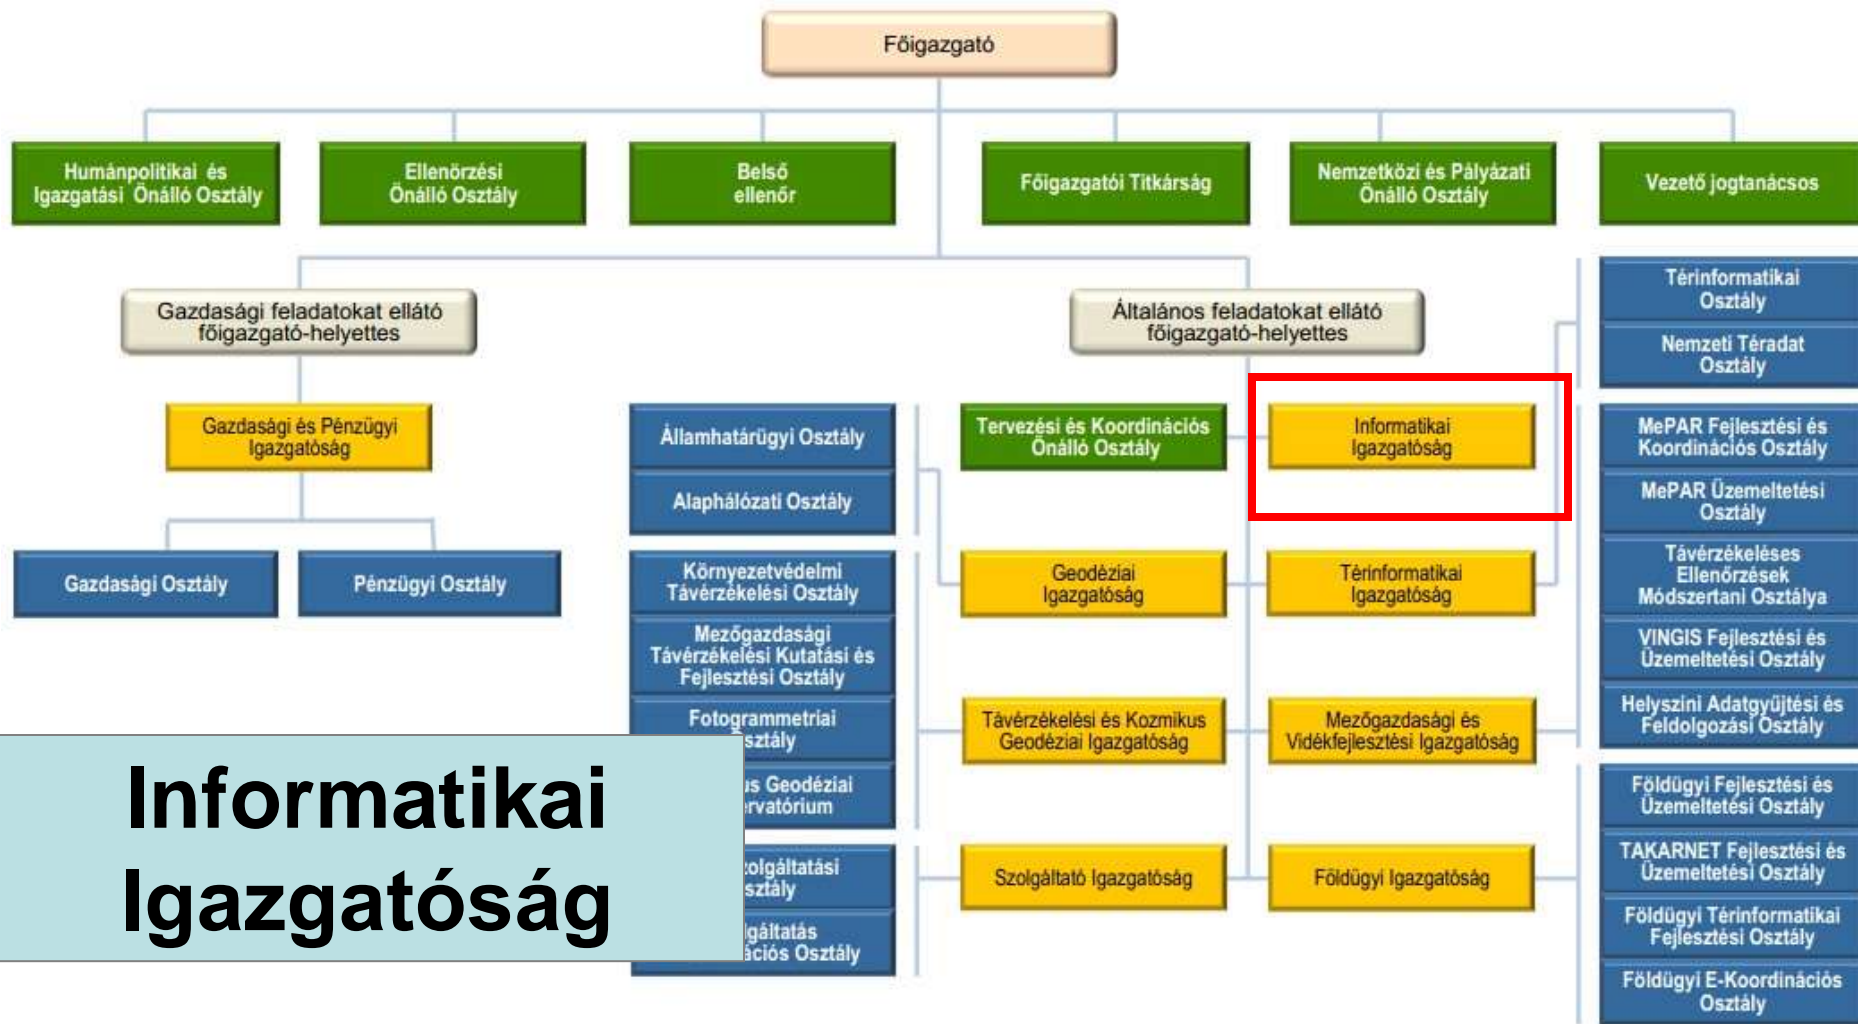 Főigazgató
Humánpolitikai és
Igazgatási Önálló Osztály
Ellenörzési
Önálló Osztály
Belső
ellenőr
Főigazgatói Titkárság
Nemzetközi és Pályázati
Önálló Osztály
Vezető jogtanácsos
Gazdasági feladatokat ellátó
főigazgató-helyettes
Általános feladatokat ellátó
főigazgató-helyettes
Térinformatikai
Osztály
Nemzeti Téradat
Osztály
Gazdasági és Pénzügyi
Igazgatóság
Államhatárügyi Osztály
Tervezési és Koordinációs
Önálló Osztály
Informatikai
Igazgatóság
MePAR Fejlesztési és
Koordinációs Osztály
Alaphálózati Osztály
MePAR Üzemeltetési
Osztály
Gazdasági Osztály
Pénzügyi Osztály
Környezetvédelmi
Távérzékelési Osztály
Geodéziai
Igazgatóság
Térinformatikai
Igazgatóság
Távérzékeléses
Ellenőrzések
Módszertani Osztálya
Mezőgazdasági
Távérzékelési Kutatási és
Fejlesztési Osztály
VINGIS Fejlesztési és
Üzemeltetési Osztály
Fotogrammetriai
Távérzékelési és Kozmikus
Geodéziai Igazgatóság
Mezőgazdasági és
Vidékfejlesztési Igazgatóság
Helyszíni Adatgyűjtési és
Feldolgozási Osztály
Geodéziai
Földügyi Fejlesztési és
Üzemeltetési Osztály
Szolgáltató Igazgatóság
Földügyi Igazgatóság
TAKARNET Fejlesztési és
Üzemeltetési Osztály
Osztály
Földügyi Térinformatikai
Fejlesztési Osztály
Földügyi E-Koordinációs
Osztály
Informatikai
Igazgatóság